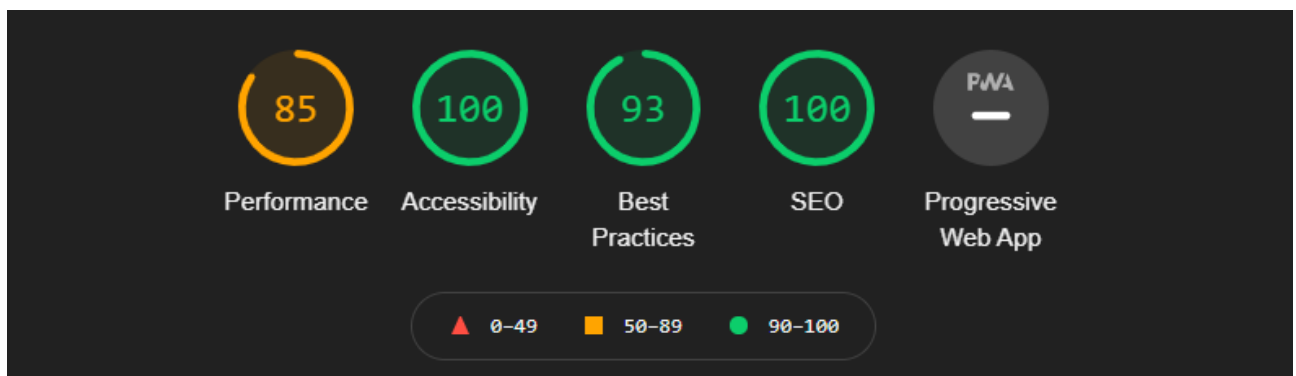 85
100
93
100
PWA
Performance
Accessibility
Best
Practices
SEO
Progressive
Web App
0–49
50–89
90–100